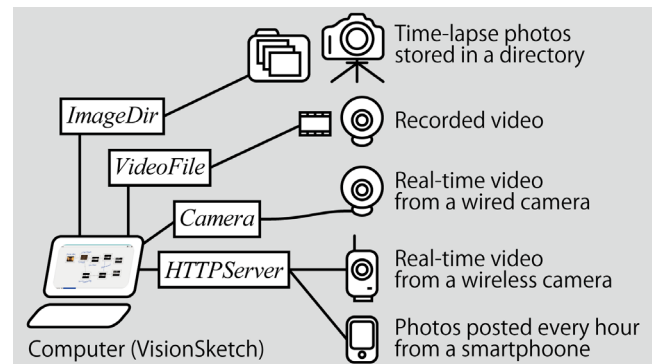 Time-lapse photos
stored in a directory
ImageDir
Recorded video
VideoFile
Real-time video
from a wired camera
Camera
Real-time video
from a wireless camera
HTTPServer
Photos posted every hour
from a smartphoone
Computer (VisionSketch)